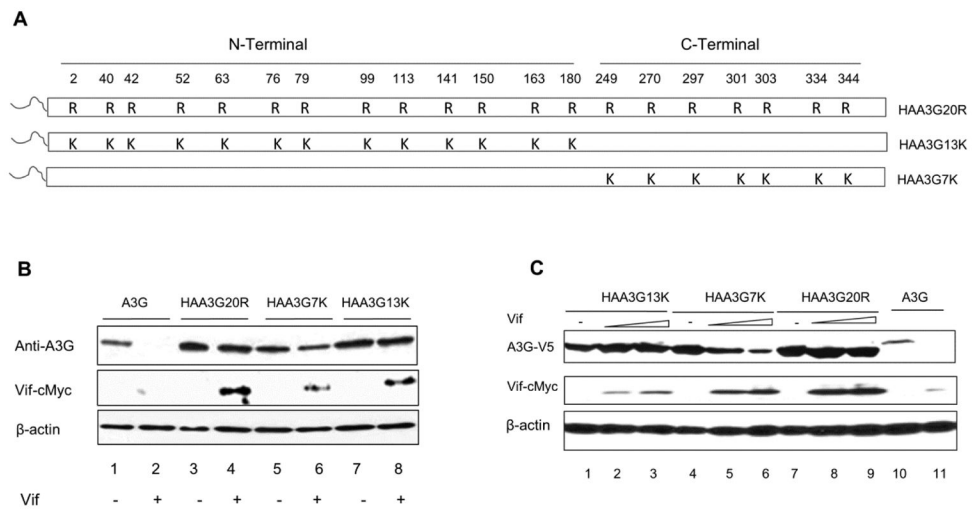 A
N-Terminal C-Terminal
2 40 42 52 63 76 79 99 113 141 150 163 180 249 270 297 301 303 334 344
R R R R R R R R R R R R R R R R R R R R HAA3G20R
K K K K K K K K K K K K K HAA3G13K
K K K K K K K HAA3G7K
B
A3G HAA3G20R HAA3G7K HAA3G13K
Anti-A3G
Vif-cMyc
β-actin
1 2 3 4 5 6 7 8
Vif - + - + - + - +
C
HAA3G13K HAA3G7K HAA3G20R A3G
Vif - - -
A3G-V5
Vif-cMyc
β-actin
1 2 3 4 5 6 7 8 9 10 11